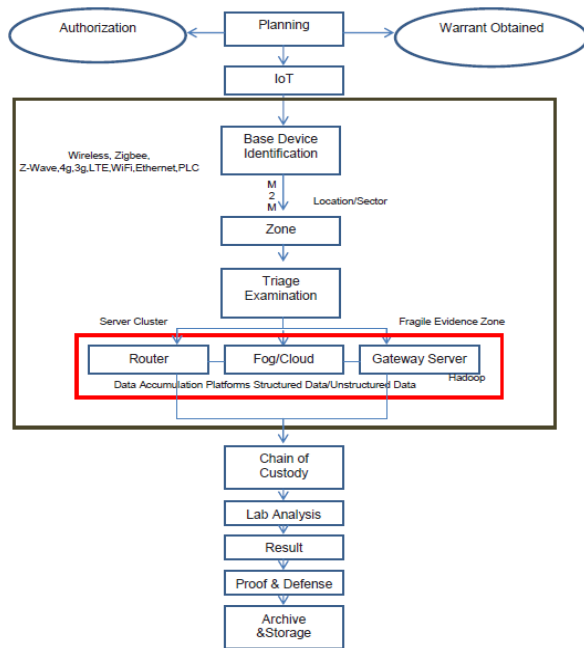 Authorization
Planning
Warrant Obtained
IoT
Base Device
Identification
Wireless, Zigbee,
Z-Wave,4g,3g,LTE,WiFi,Ethernet,PLC
M
2
M
Location/Sector
Zone
Triage
Examination
Server Cluster
Fragile Evidence Zone
Router
Fog/Cloud
Gateway Server
Hadoop
Data Accumulation Platforms Structured Data/Unstructured Data
Chain of
Custody
Lab Analysis
Result
Proof & Defense
Archive
&Storage